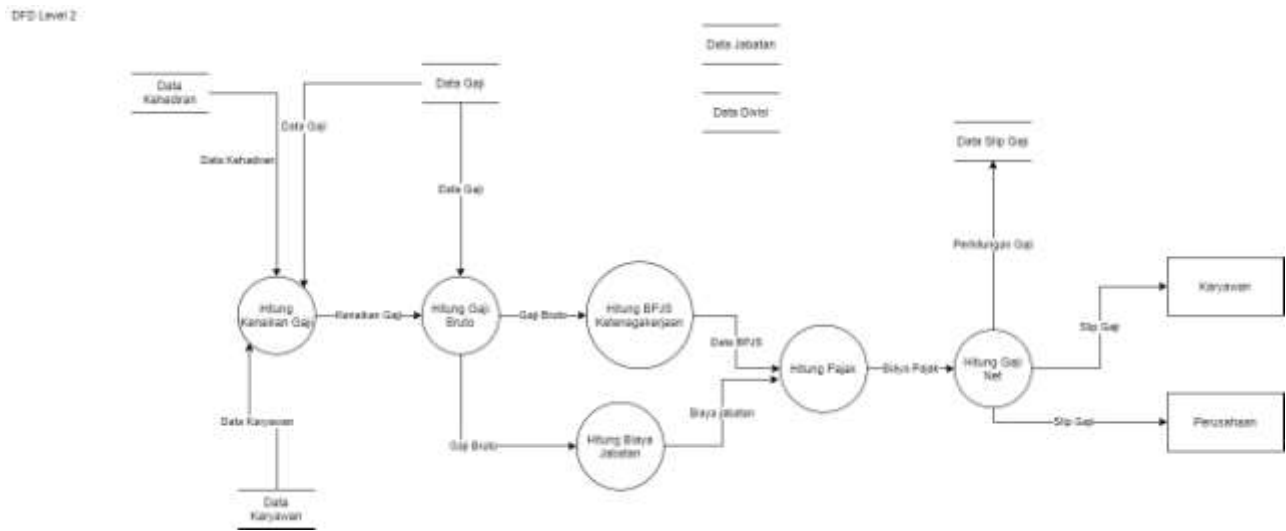 DFD Level 2
Data Jabatan
Data
Kahadiran
Data Gaji
Data Divisi
Data Gaji
Data Slip Gaji
Data Kehadiran
Data Gaji
Perhitungan Gaji
Hitung
Kenaikan Gaji
Kenaikan Gaji
Hitung Gaji
Bruto
Gaji Bruto
Hitung BPJS
Ketenagakerjaan
Data BPJS
Hitung Pajak
Biaya Pajak
Hitung Gaji
Net
Slip Gaji
Karyawan
Data Karyawan
Gaji Bruto
Hitung Biaya
Jabatan
Biaya jabatan
Slip Gaji
Perusahaan
Data
Karyawan